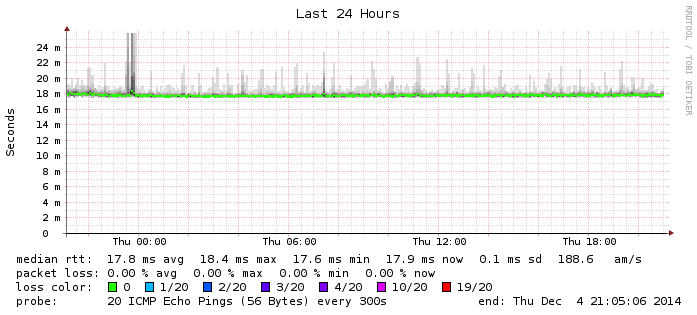 Last 24 Hours
RRDTOOL / TOBI OETIKER
Seconds
24 m
22 m
20 m
18 m
16 m
14 m
12 m
10 m
8 m
6 m
4 m
2 m
0
Thu 00:00 Thu 06:00 Thu 12:00 Thu 18:00
median rtt: 17.8 ms avg 18.4 ms max 17.6 ms min 17.9 ms now 0.1 ms sd 188.6 am/s
packet loss: 0.00 % avg 0.00 % max 0.00 % min 0.00 % now
loss color: 0 1/20 2/20 3/20 4/20 10/20 19/20
probe: 20 ICMP Echo Pings (56 Bytes) every 300s end: Thu Dec 4 21:05:06 2014